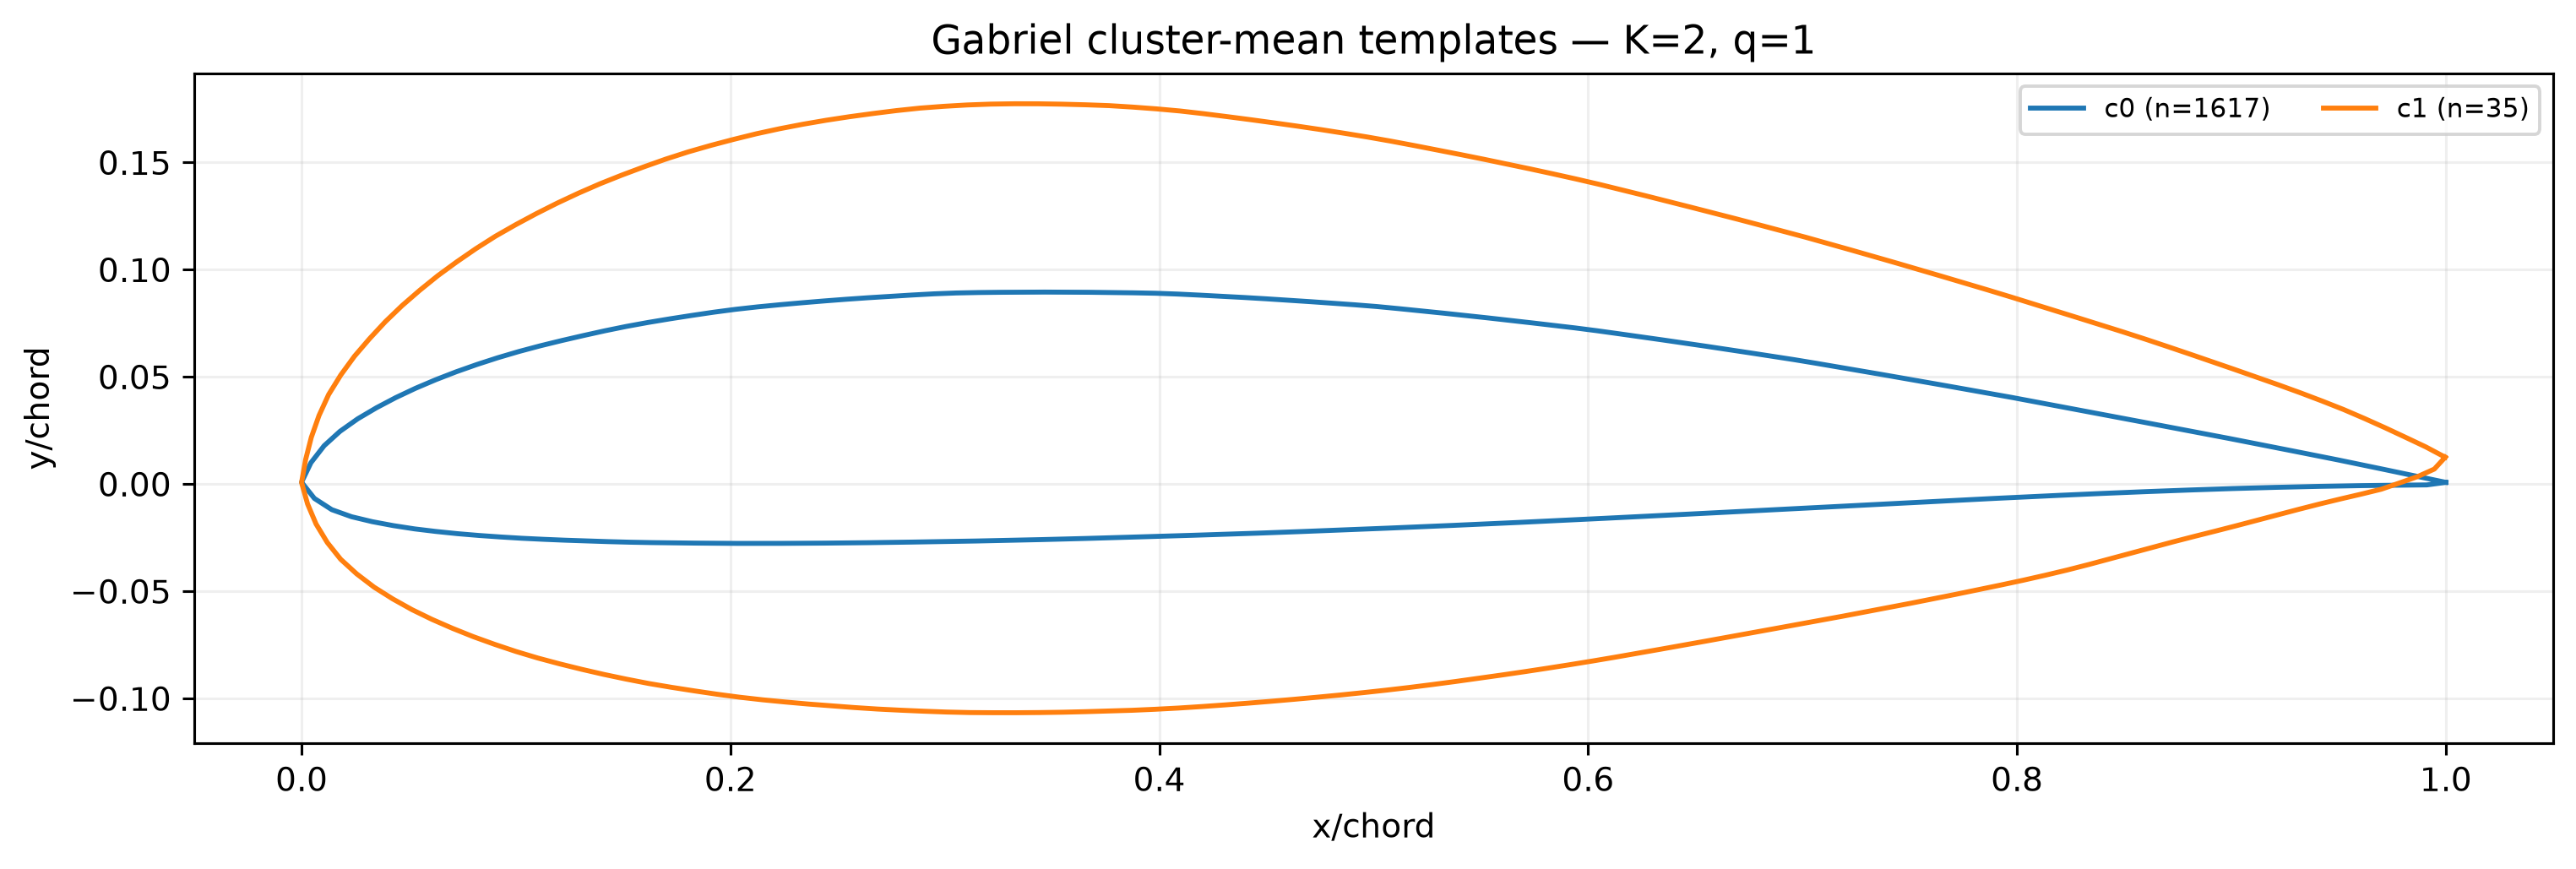 Gabriel cluster-mean templates — K=2, q=1
c0 (n=1617) c1 (n=35)
y/chord
0.15
0.10
0.05
0.00
−0.05
−0.10
0.0 0.2 0.4 0.6 0.8 1.0
x/chord